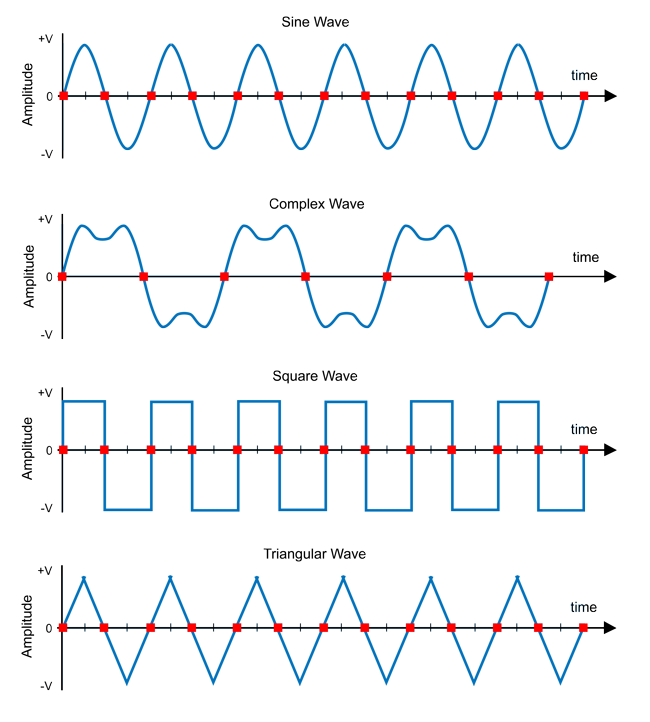 Sine Wave
+V
time
Amplitude
0
-V
Complex Wave
+V
time
Amplitude
0
-V
Square Wave
+V
time
Amplitude
0
-V
Triangular Wave
+V
time
Amplitude
0
-V